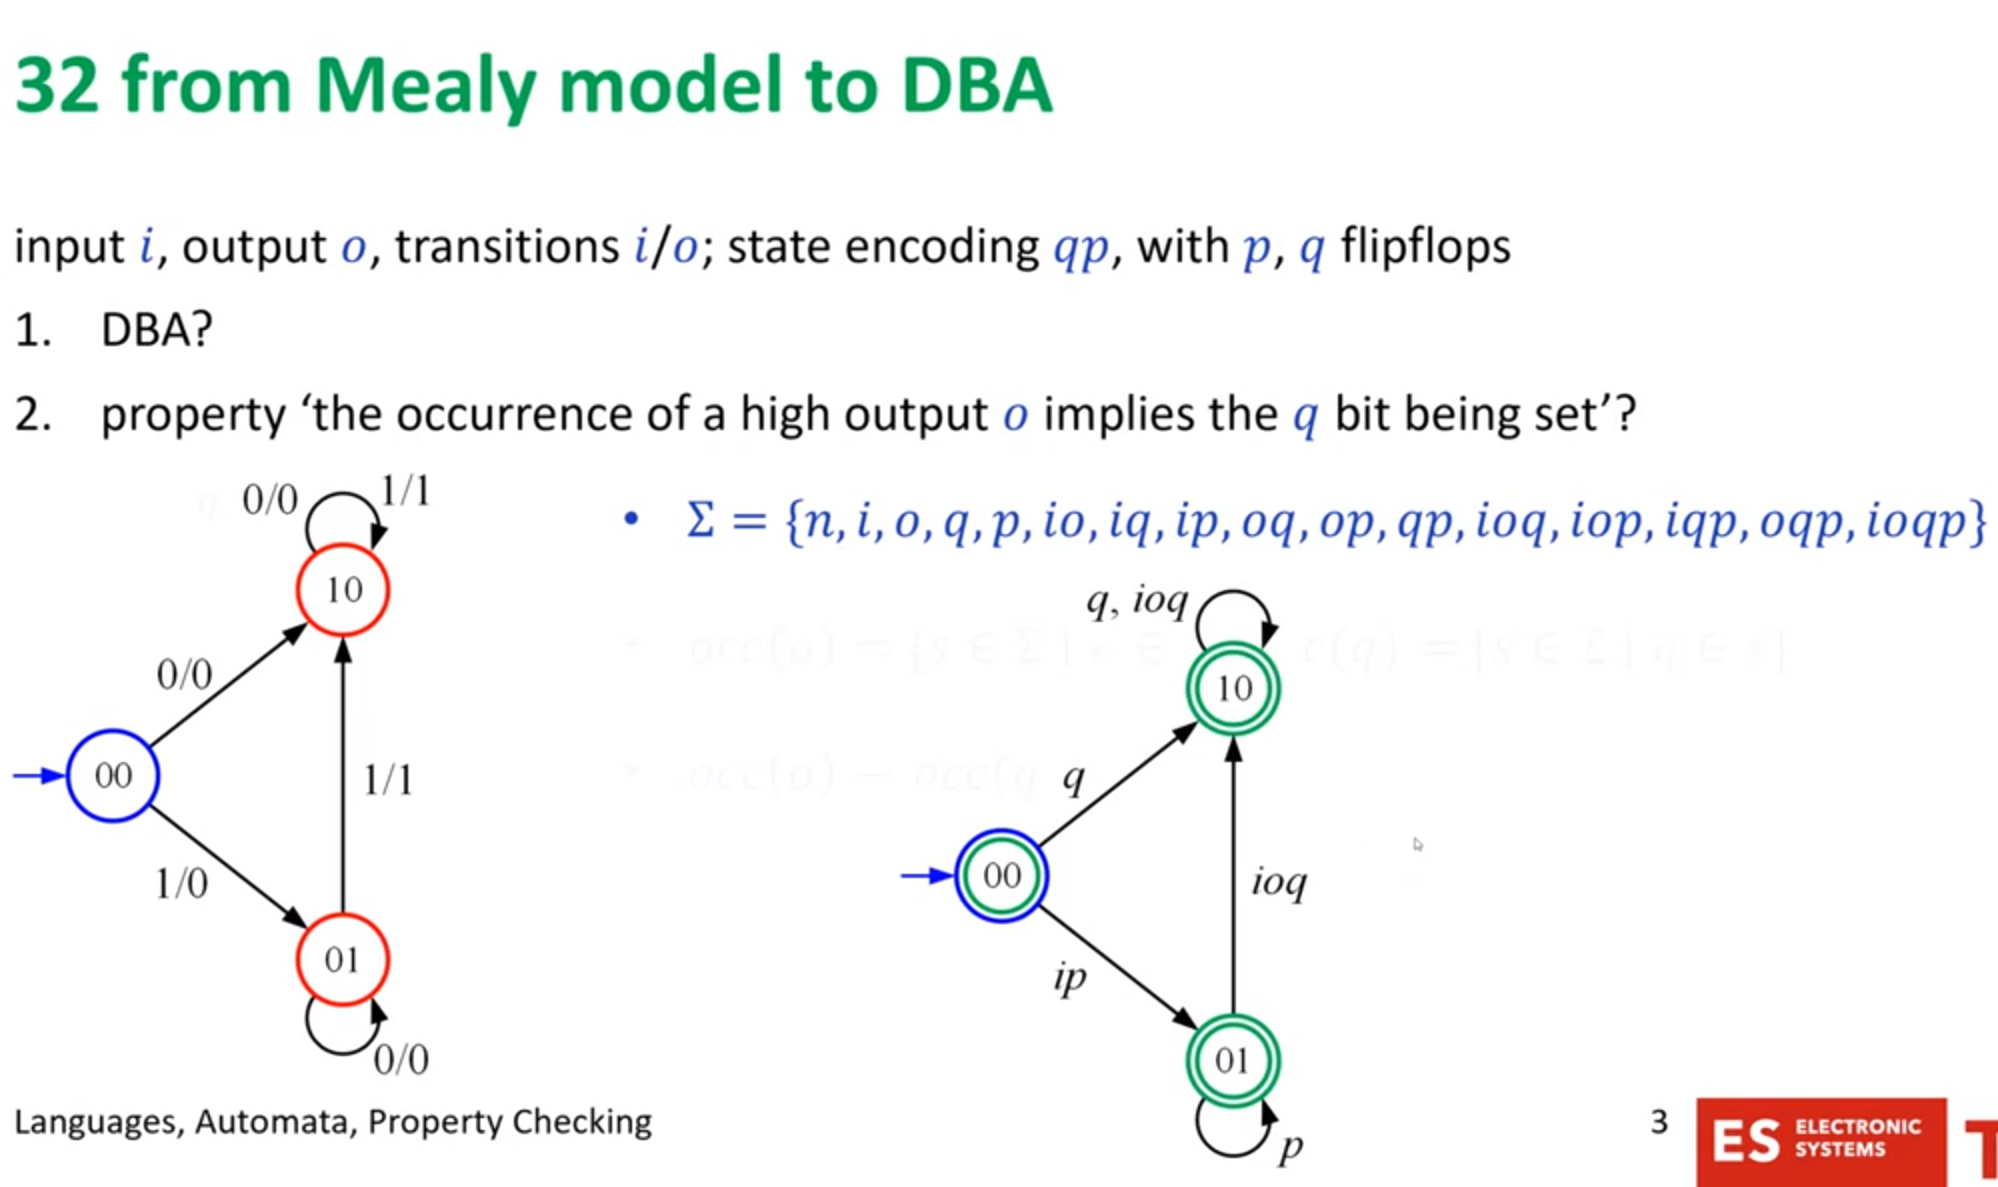 32 from Mealy model to DBA
input i, output o, transitions i/o; state encoding qp, with p, q flipflops
1. DBA?
2. property ‘the occurrence of a high output o implies the q bit being set’?
0/0
1/1
10
0/0
00
1/1
1/0
01
0/0
• Σ = {n, i, o, q, p, io, iq, ip, oq, op, qp, ioq, iop, iqp, oqp, ioqp}
q, ioq
10
q
00
ioq
ip
01
p
Languages, Automata, Property Checking
3
ES ELECTRONIC
SYSTEMS